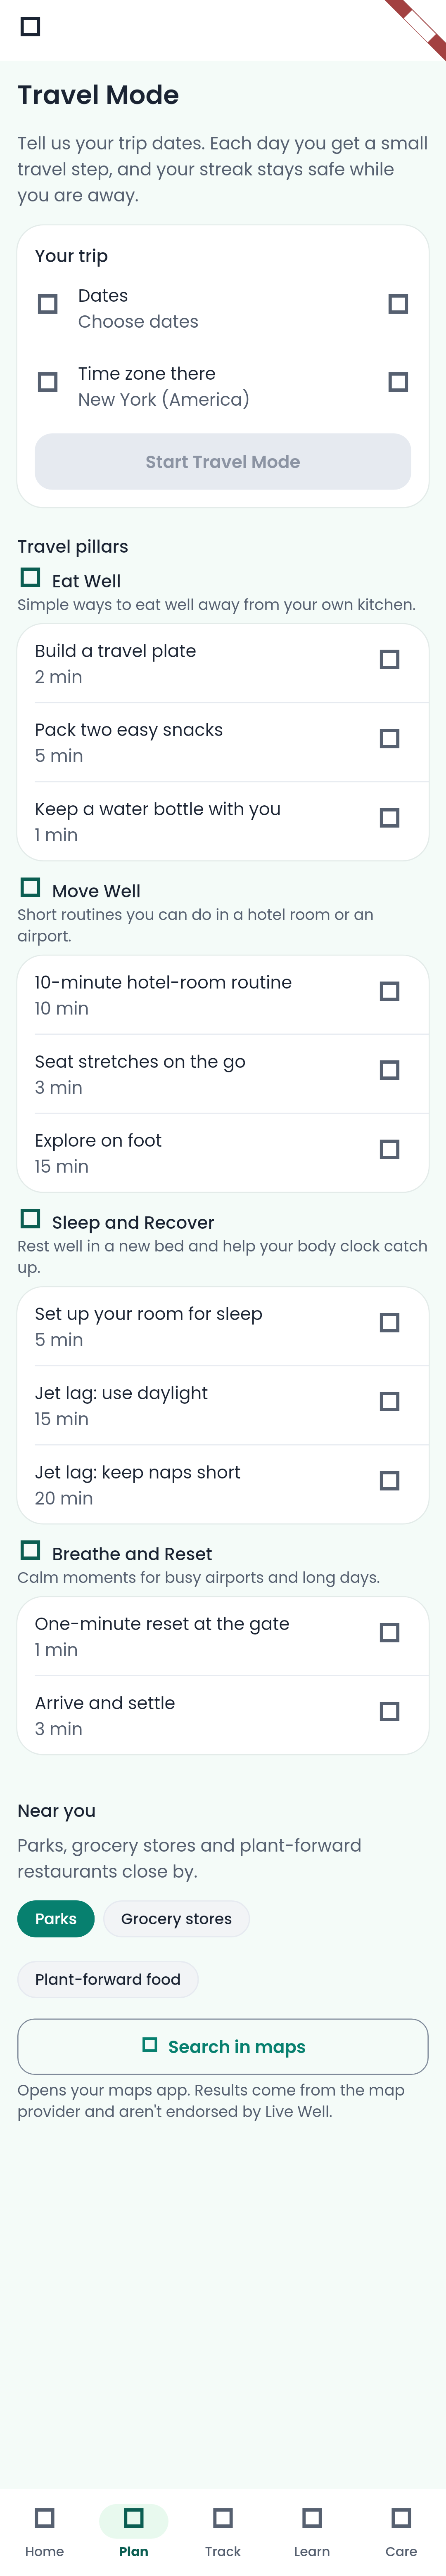 Travel Mode
Tell us your trip dates. Each day you get a small
travel step, and your streak stays safe while
you are away.
Your trip
Dates
Choose dates
Time zone there
New York (America)
Start Travel Mode
Travel pillars
Eat Well
Simple ways to eat well away from your own kitchen.
Build a travel plate
2 min
Pack two easy snacks
5 min
Keep a water bottle with you
1 min
Move Well
Short routines you can do in a hotel room or an
airport.
10-minute hotel-room routine
10 min
Seat stretches on the go
3 min
Explore on foot
15 min
Sleep and Recover
Rest well in a new bed and help your body clock catch
up.
Set up your room for sleep
5 min
Jet lag: use daylight
15 min
Jet lag: keep naps short
20 min
Breathe and Reset
Calm moments for busy airports and long days.
One-minute reset at the gate
1 min
Arrive and settle
3 min
Near you
Parks, grocery stores and plant-forward
restaurants close by.
Parks
Grocery stores
Plant-forward food
Search in maps
Opens your maps app. Results come from the map
provider and aren't endorsed by Live Well.
Home
Plan
Track
Learn
Care